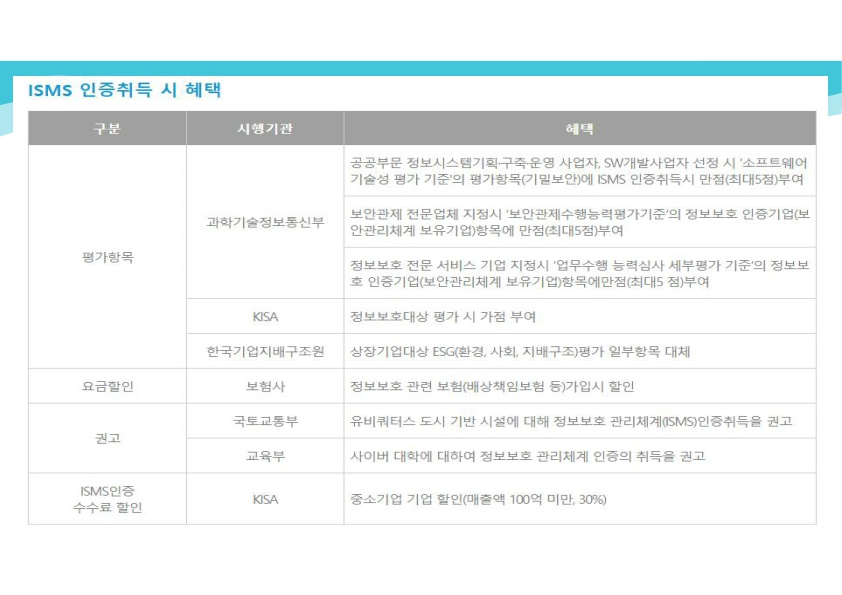 ISMS 인증취득 시 혜택
구분 시행기관 혜택
평가항목
과학기술정보통신부
공공부문 정보시스템기획·구축·운영 사업자, SW개발사업자 선정 시 '소프트웨어
기술성 평가 기준'의 평가항목(기밀보안)에 ISMS 인증취득시 만점(최대5점)부여
보안관제 전문업체 지정시 '보안관제수행능력평가기준'의 정보보호 인증기업(보
안관리체계 보유기업)항목에 만점(최대5점)부여
정보보호 전문 서비스 기업 지정시 '업무수행 능력심사 세부평가 기준'의 정보보
호 인증기업(보안관리체계 보유기업)항목에만점(최대5 점)부여
KISA 정보보호대상 평가 시 가점 부여
한국기업지배구조원 상장기업대상 ESG(환경, 사회, 지배구조)평가 일부항목 대체
요금할인 보험사 정보보호 관련 보험(배상책임보험 등)가입시 할인
권고
국토교통부 유비쿼터스 도시 기반 시설에 대해 정보보호 관리체계(ISMS)인증취득을 권고
교육부 사이버 대학에 대하여 정보보호 관리체계 인증의 취득을 권고
ISMS인증
수수료 할인
KISA 중소기업 기업 할인(매출액 100억 미만, 30%)